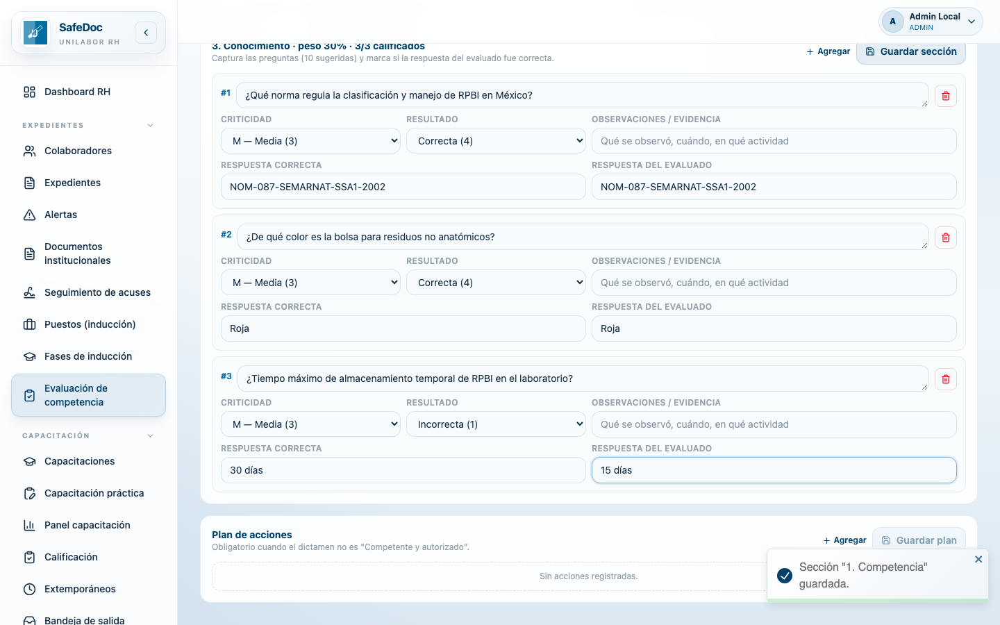 SafeDoc
UNILABOR RH
A
Admin Local
ADMIN
Dashboard RH
EXPEDIENTES
Colaboradores
Expedientes
Alertas
Documentos
institucionales
Seguimiento de acuses
Puestos (inducción)
Fases de inducción
Evaluación de
competencia
CAPACITACIÓN
Capacitaciones
Capacitación práctica
Panel capacitación
Calificación
Extemporáneos
Bandeja de salida
3. Conocimiento · peso 30% · 3/3 calificados
Captura las preguntas (10 sugeridas) y marca si la respuesta del evaluado fue correcta.
Agregar
Guardar sección
#1
¿Qué norma regula la clasificación y manejo de RPBI en México?
CRITICIDAD
RESULTADO
OBSERVACIONES / EVIDENCIA
M — Media (3)
Correcta (4)
Qué se observó, cuándo, en qué actividad
RESPUESTA CORRECTA
RESPUESTA DEL EVALUADO
NOM-087-SEMARNAT-SSA1-2002
NOM-087-SEMARNAT-SSA1-2002
#2
¿De qué color es la bolsa para residuos no anatómicos?
CRITICIDAD
RESULTADO
OBSERVACIONES / EVIDENCIA
M — Media (3)
Correcta (4)
Qué se observó, cuándo, en qué actividad
RESPUESTA CORRECTA
RESPUESTA DEL EVALUADO
Roja
Roja
#3
¿Tiempo máximo de almacenamiento temporal de RPBI en el laboratorio?
CRITICIDAD
RESULTADO
OBSERVACIONES / EVIDENCIA
M — Media (3)
Incorrecta (1)
Qué se observó, cuándo, en qué actividad
RESPUESTA CORRECTA
RESPUESTA DEL EVALUADO
30 días
15 días
Plan de acciones
Obligatorio cuando el dictamen no es "Competente y autorizado".
Agregar
Guardar plan
Sin acciones registradas.
Sección "1. Competencia"
guardada.